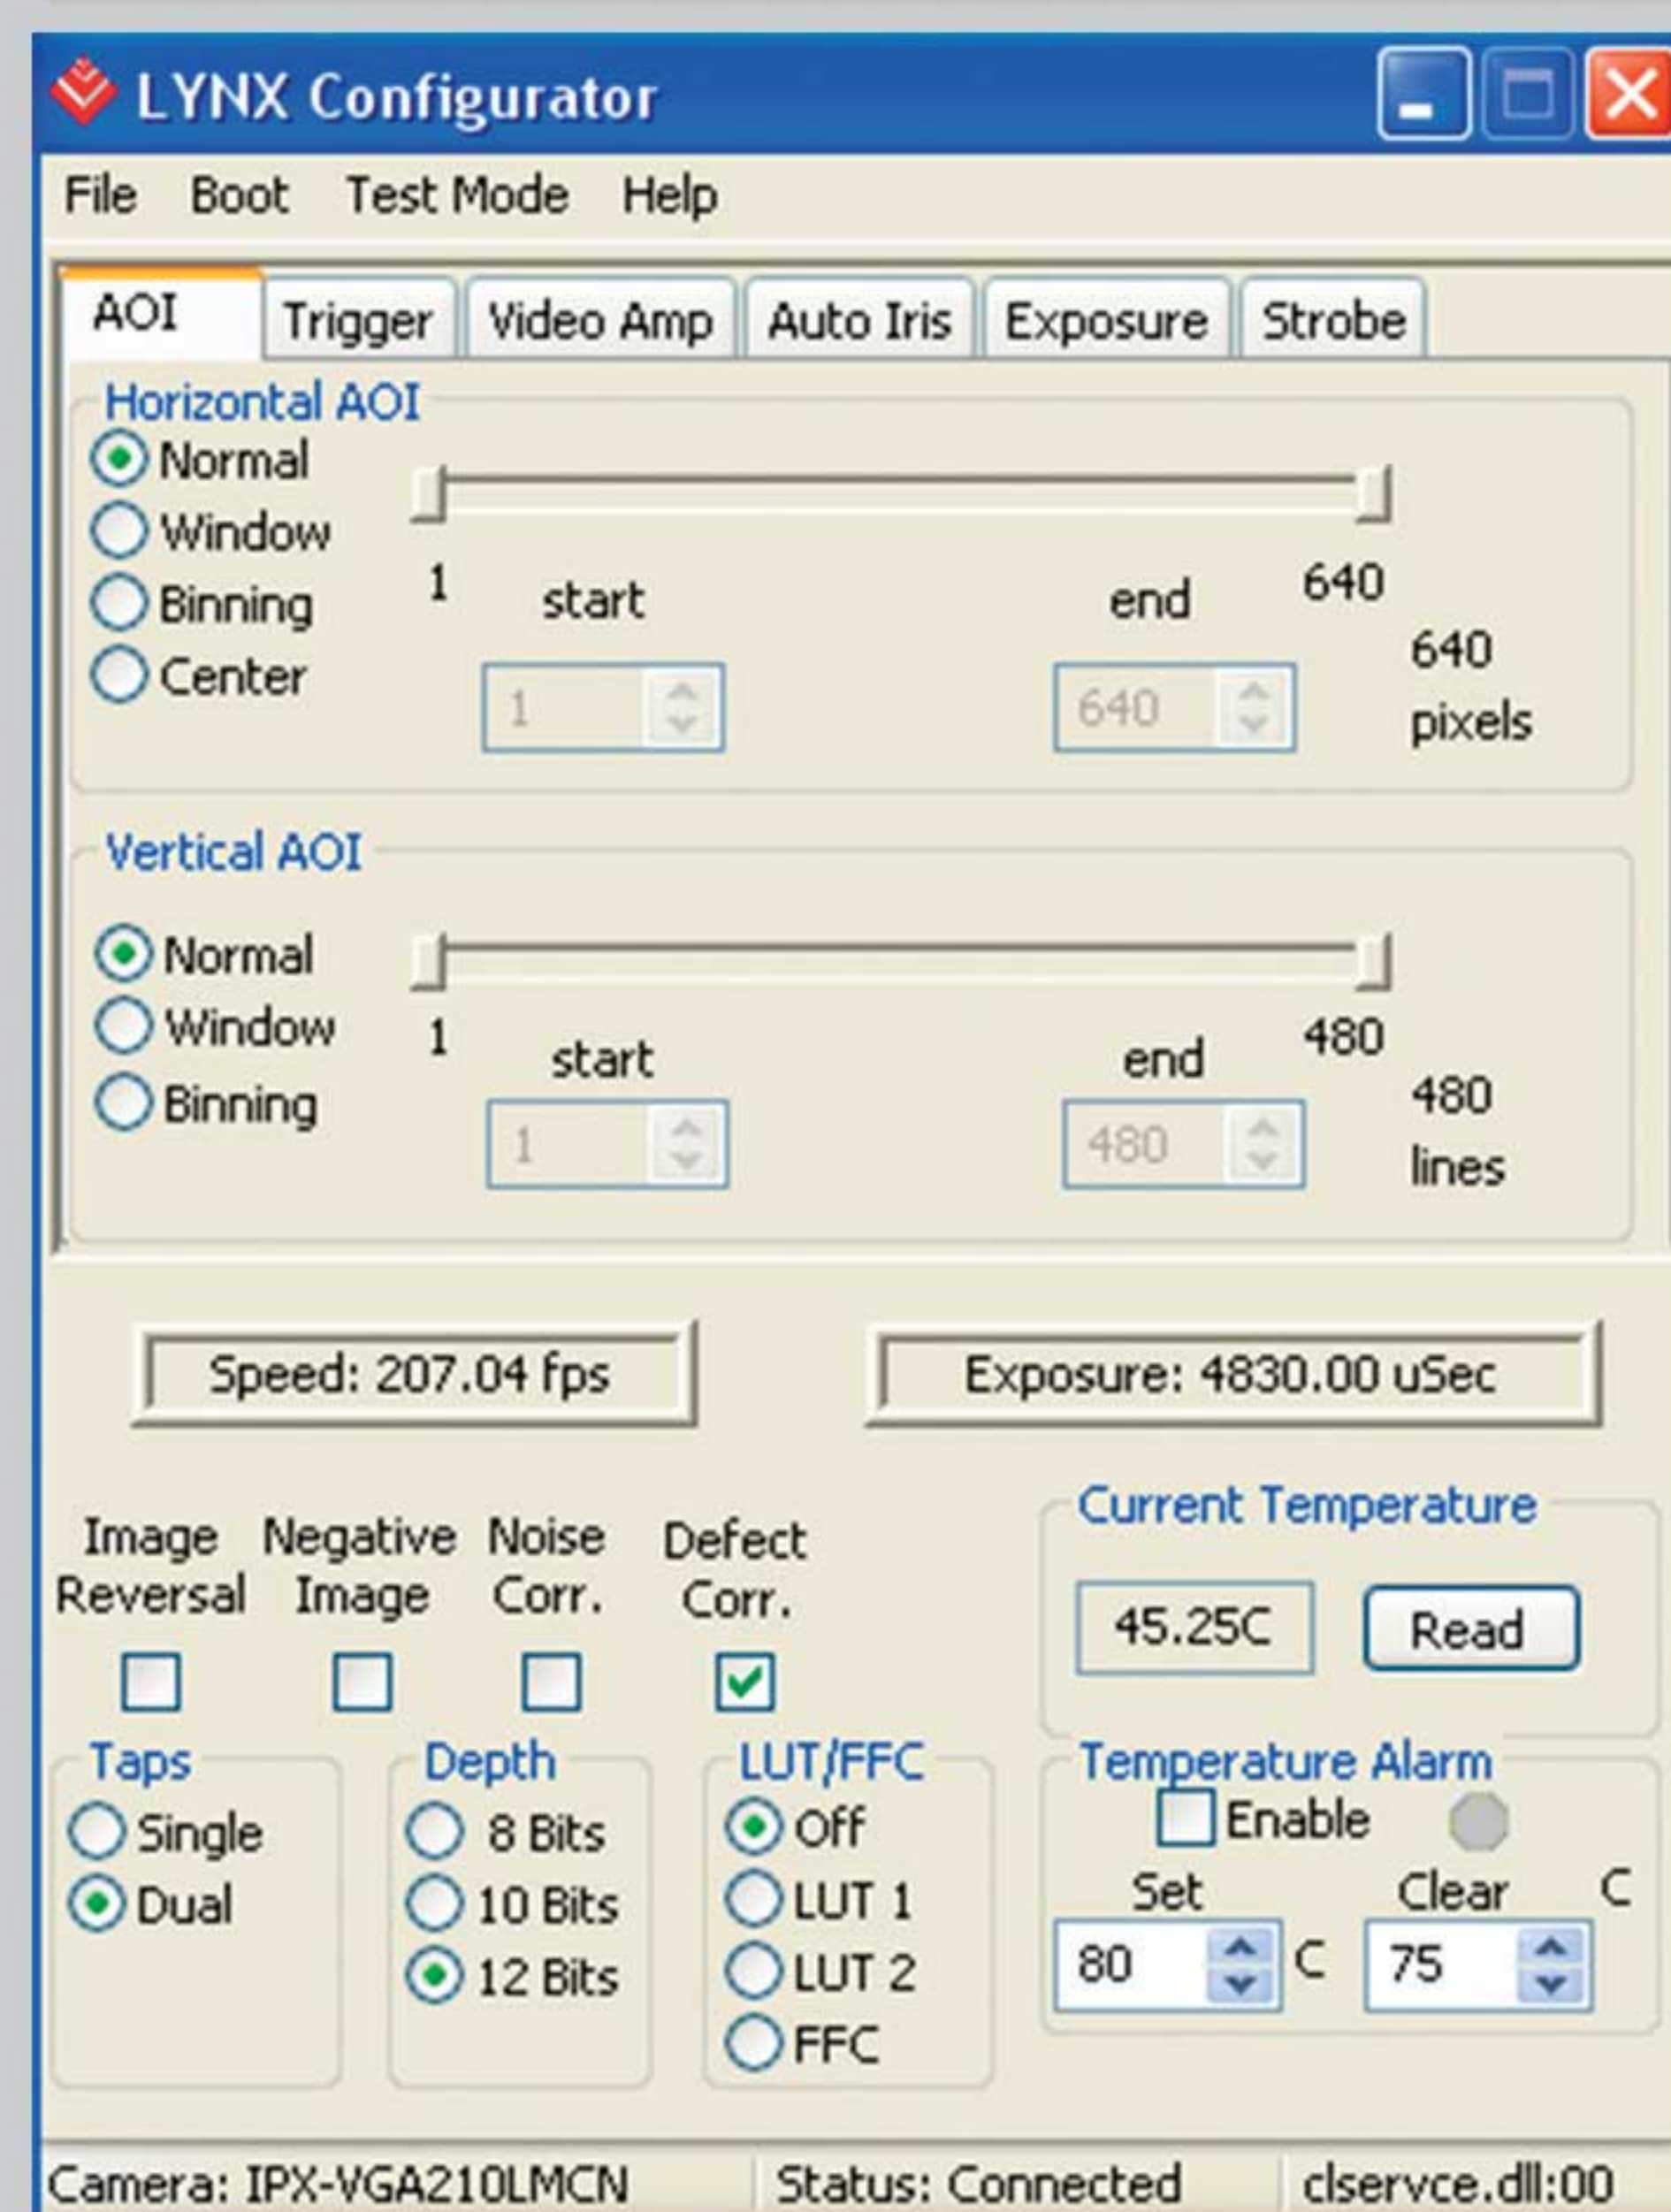 LYNX Configurator
File Boot Test Mode Help
AOI Trigger Video Amp Auto Iris Exposure Strobe
Horizontal AOI
Normal
Window
Binning
Center
1 start end 640
1 640
640
pixels
Vertical AOI
Normal
Window
Binning
1 start end 480
1 480
480
lines
Speed: 207.04 fps Exposure: 4830.00 uSec
Image Reversal
Negative Image
Noise Corr.
Defect Corr.
Current Temperature
45.25C Read
Taps
Single
Dual
Depth
8 Bits
10 Bits
12 Bits
LUT/FFC
Off
LUT 1
LUT 2
FFC
Temperature Alarm
Enable
Set Clear C
80 C 75
Camera: IPX-VGA210LMCN Status: Connected clservce.dll:00